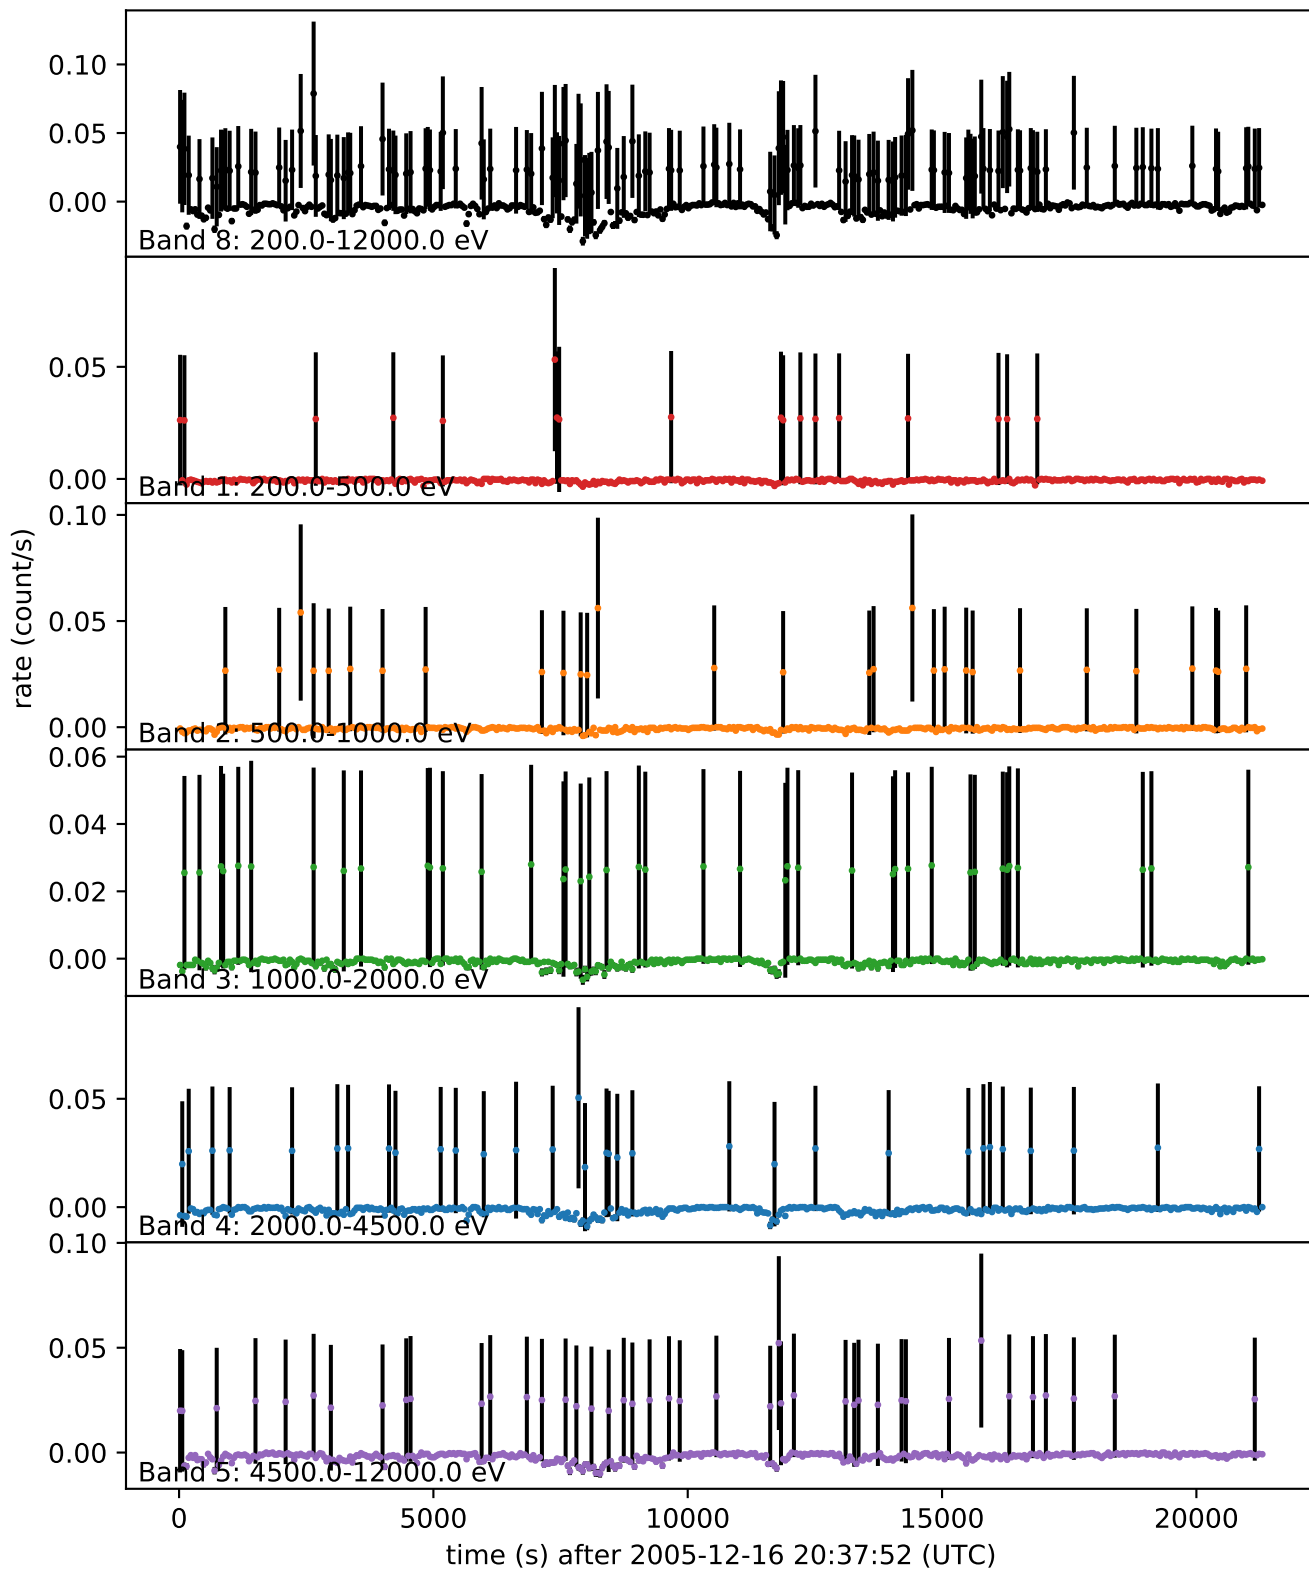 0.10
0.05
0.00
Band 8: 200.0-12000.0 eV
0.05
0.00
Band 1: 200.0-500.0 eV
rate (count/s)
0.10
0.05
0.00
Band 2: 500.0-1000.0 eV
0.06
0.04
0.02
0.00
Band 3: 1000.0-2000.0 eV
0.05
0.00
Band 4: 2000.0-4500.0 eV
0.10
0.05
0.00
Band 5: 4500.0-12000.0 eV
0 5000 10000 15000 20000
time (s) after 2005-12-16 20:37:52 (UTC)